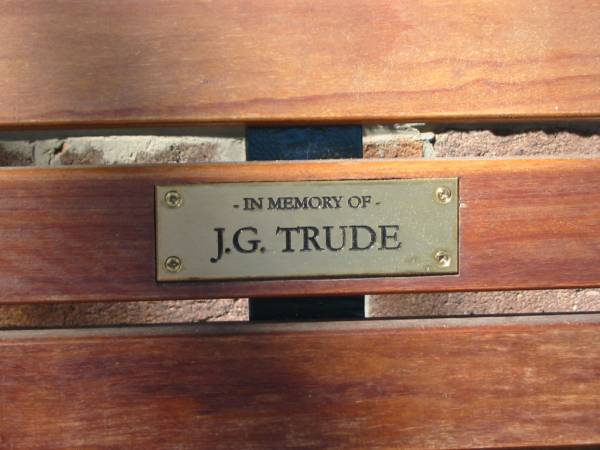 - IN MEMORY OF -
J.G. TRUDE